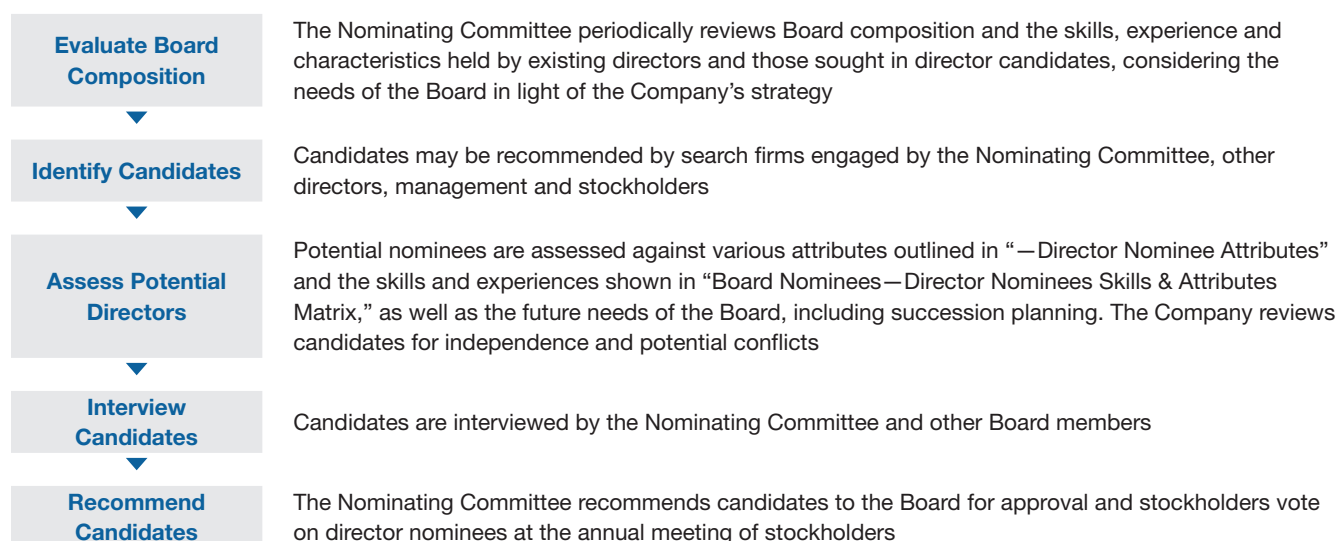 Evaluate Board
Composition
The Nominating Committee periodically reviews Board composition and the skills, experience and
characteristics held by existing directors and those sought in director candidates, considering the
needs of the Board in light of the Company’s strategy
Identify Candidates
Candidates may be recommended by search firms engaged by the Nominating Committee, other
directors, management and stockholders
Assess Potential
Directors
Potential nominees are assessed against various attributes outlined in “—Director Nominee Attributes”
and the skills and experiences shown in “Board Nominees—Director Nominees Skills & Attributes
Matrix,” as well as the future needs of the Board, including succession planning. The Company reviews
candidates for independence and potential conflicts
Interview
Candidates
Candidates are interviewed by the Nominating Committee and other Board members
Recommend
Candidates
The Nominating Committee recommends candidates to the Board for approval and stockholders vote
on director nominees at the annual meeting of stockholders